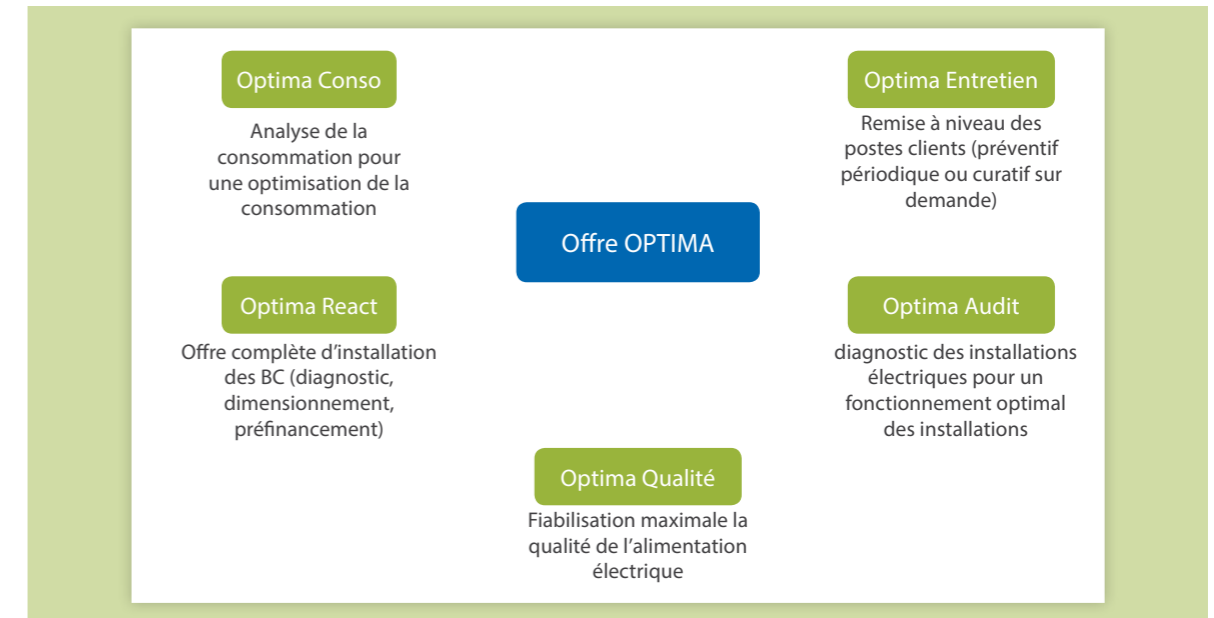 Optima Conso
Analyse de la
consommation pour
une optimisation de la
consommation
Optima Entretien
Remise à niveau des
postes clients (préventif
périodique ou curatif sur
demande)
Offre OPTIMA
Optima React
Offre complète d’installation
des BC (diagnostic,
dimensionnement,
préfinancement)
Optima Audit
diagnostic des installations
électriques pour un
fonctionnement optimal
des installations
Optima Qualité
Fiabilisation maximale la
qualité de l’alimentation
électrique